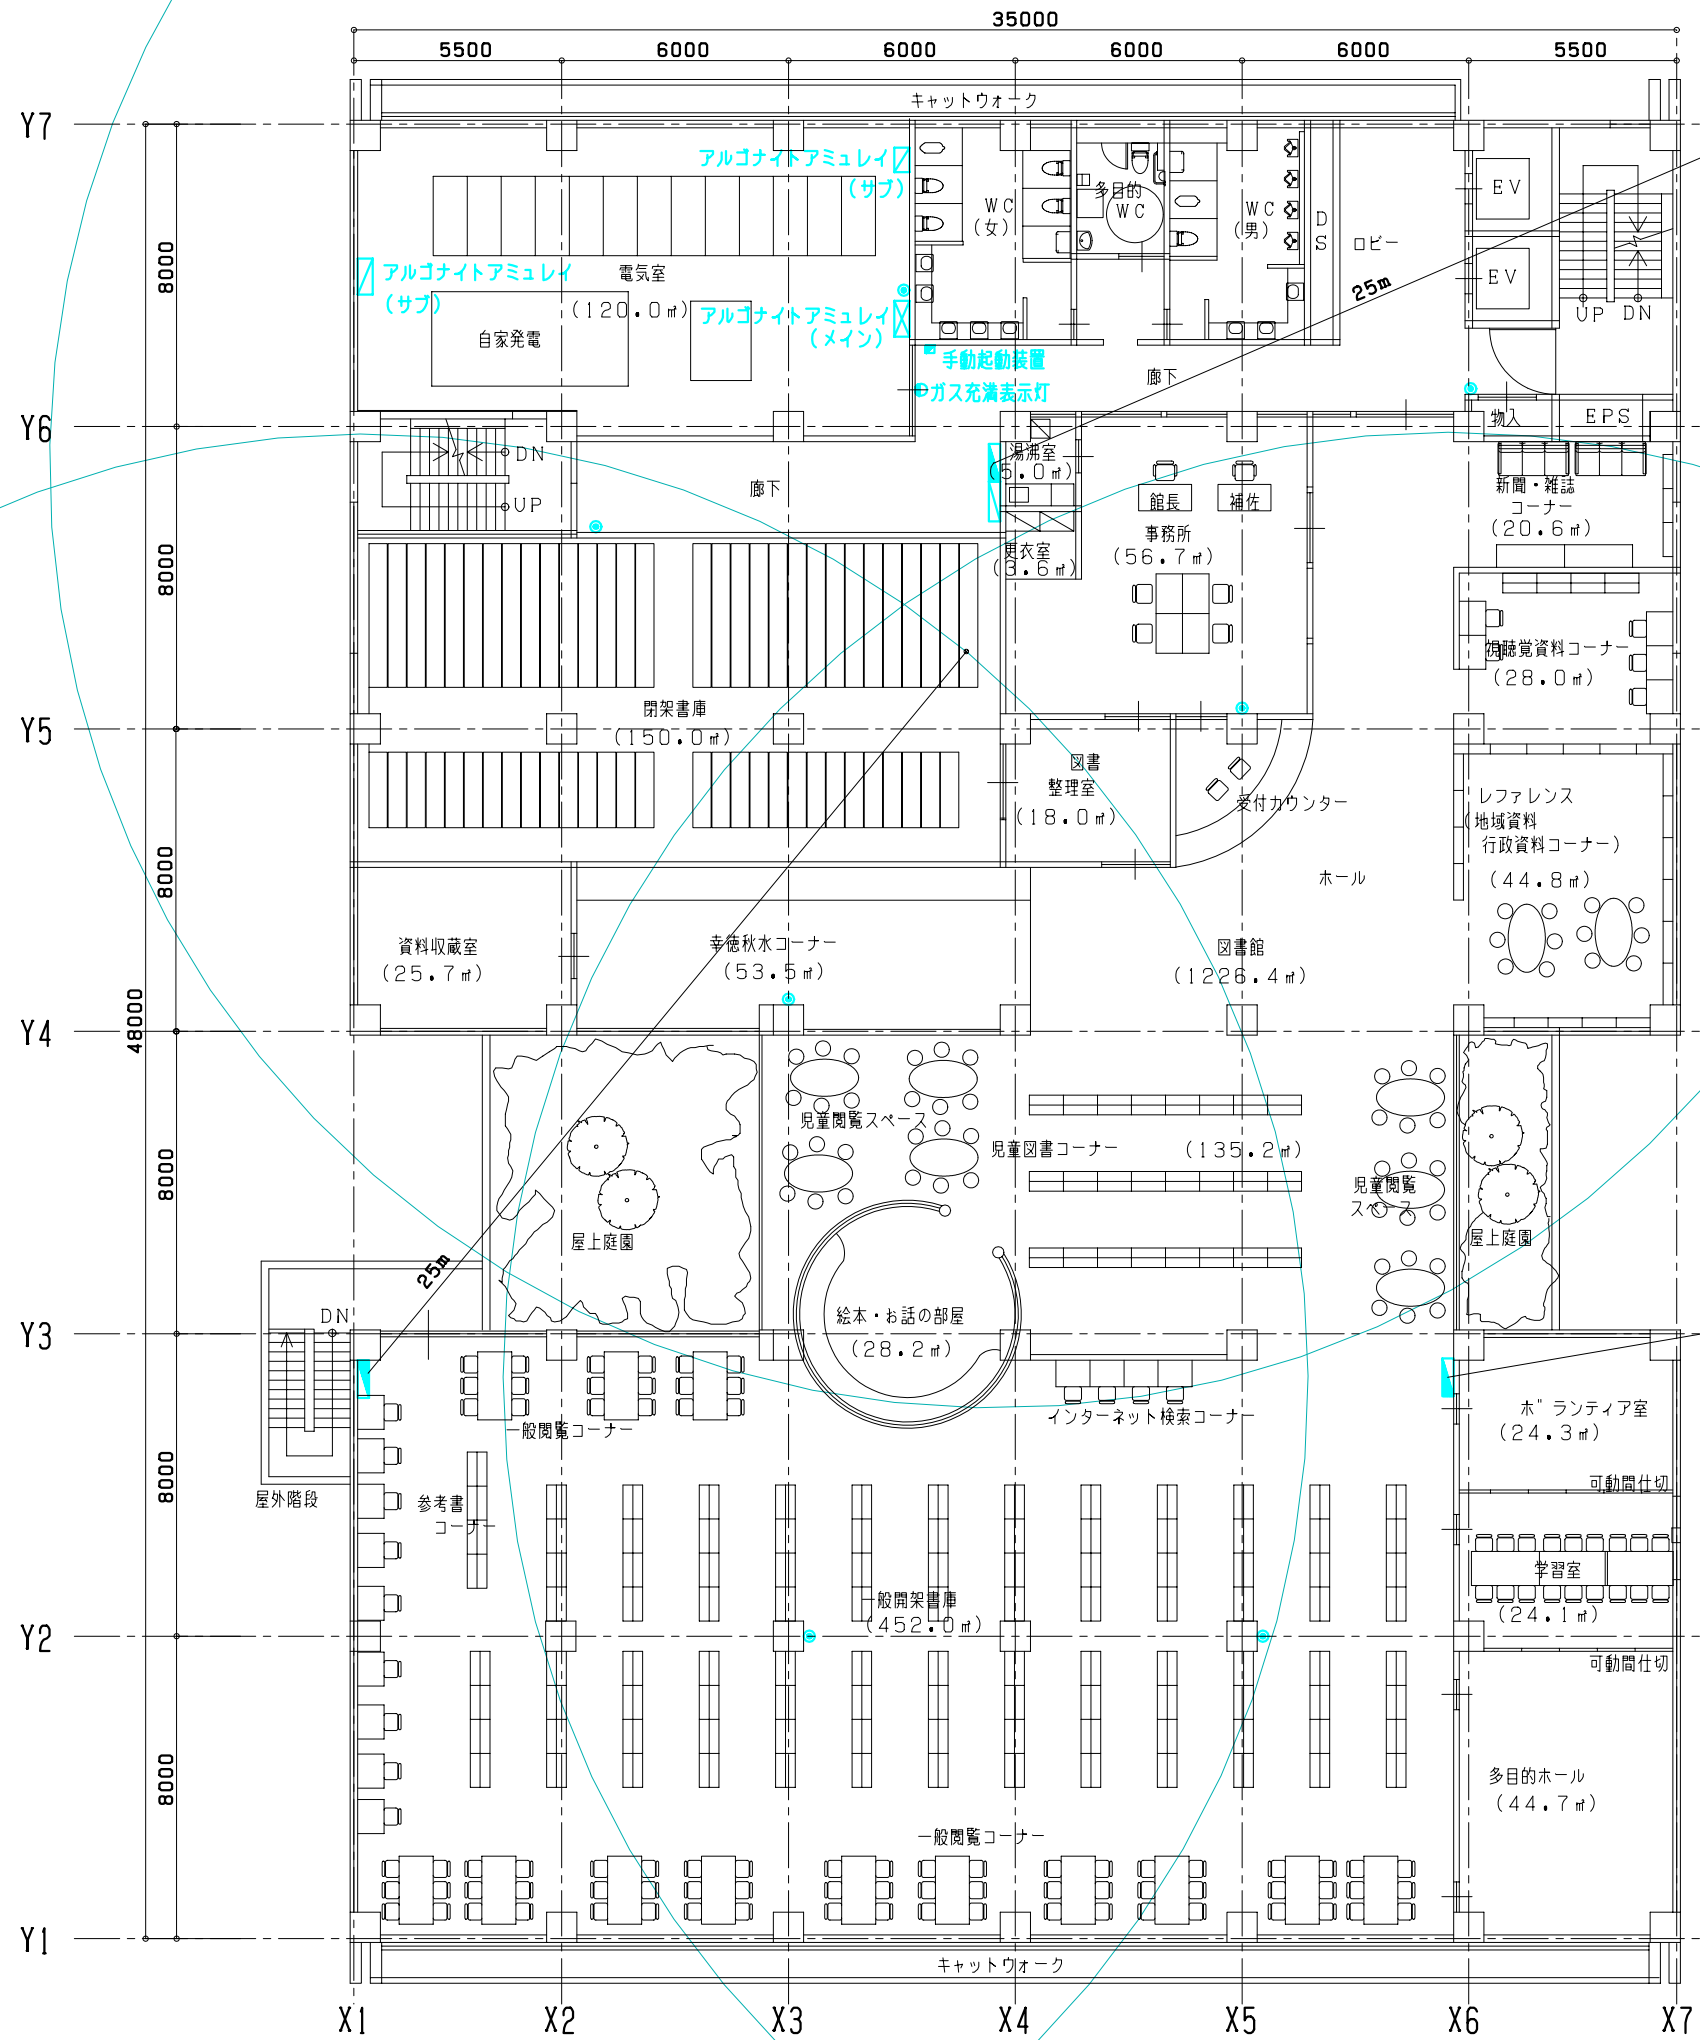 35000
5500
6000
6000
6000
6000
5500
キャットウォーク
Y7
アルゴナイトアミュレイ
(サブ)
WC
(女)
多目的
WC
WC
(男)
DS
ロビー
EV
EV
UP DN
8000
アルゴナイトアミュレイ
(サブ)
電気室
(120.0㎡)
アルゴナイトアミュレイ
(メイン)
自家発電
25m
手動起動装置
ガス充満表示灯
廊下
物入
EPS
Y6
DN
UP
廊下
湯沸室
(5.0㎡)
館長
補佐
事務所
(56.7㎡)
更衣室
(3.6㎡)
新聞・雑誌
コーナー
(20.6㎡)
8000
視聴覚資料コーナー
(28.0㎡)
Y5
閉架書庫
(150.0㎡)
図書
整理室
(18.0㎡)
受付カウンター
レファレンス
(地域資料
行政資料コーナー)
(44.8㎡)
8000
ホール
資料収蔵室
(25.7㎡)
幸徳秋水コーナー
(53.5㎡)
図書館
(1226.4㎡)
48000
Y4
児童閲覧スペース
児童図書コーナー
(135.2㎡)
8000
児童閲覧
スペース
屋上庭園
屋上庭園
25m
DN
絵本・お話の部屋
(28.2㎡)
Y3
一般閲覧コーナー
インターネット検索コーナー
ホ゛ランティア室
(24.3㎡)
8000
屋外階段
参考書
コーナー
可動間仕切
学習室
(24.1㎡)
一般開架書庫
(452.0㎡)
Y2
可動間仕切
8000
多目的ホール
(44.7㎡)
一般閲覧コーナー
Y1
キャットウォーク
X1
X2
X3
X4
X5
X6
X7